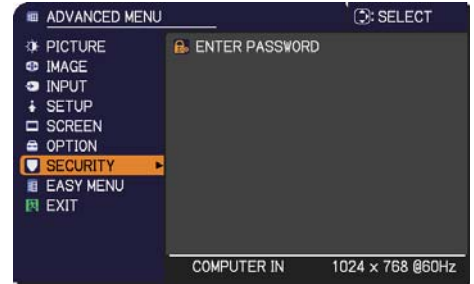 ADVANCED MENU : SELECT
PICTURE
ENTER PASSWORD
IMAGE
INPUT
SETUP
SCREEN
OPTION
SECURITY
EASY MENU
EXIT
COMPUTER IN 1024 x 768 @60Hz